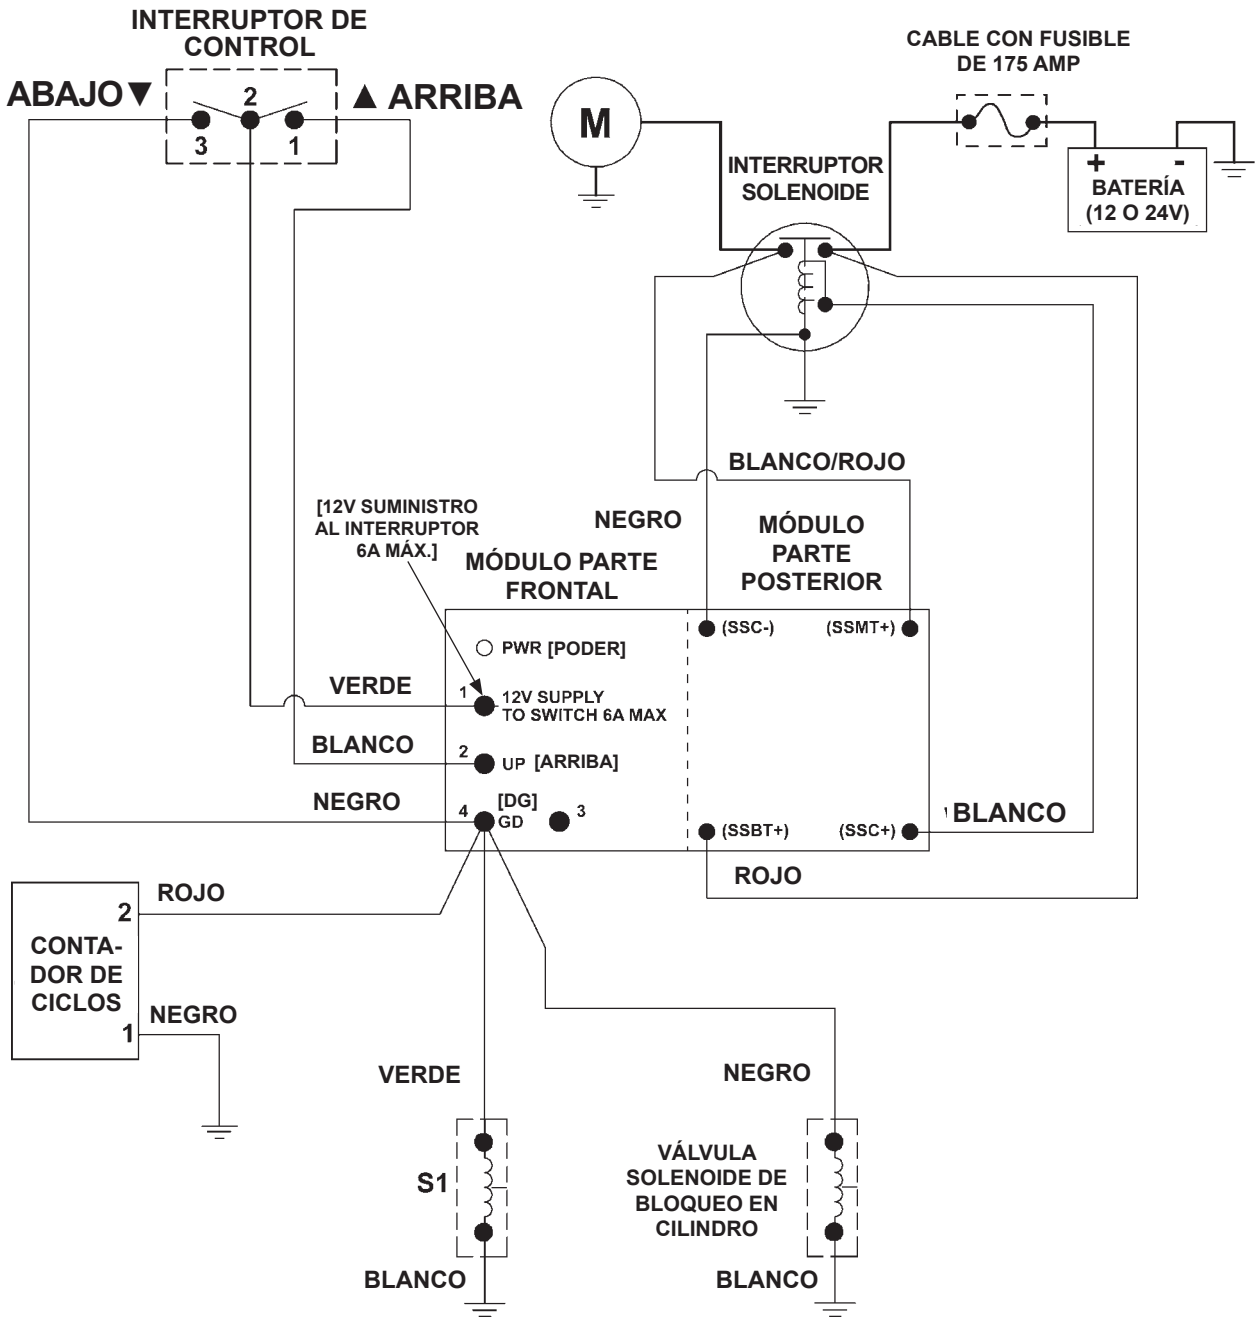 INTERRUPTOR DE
CONTROL
ABAJO▼
▲ ARRIBA
2
3
1
CABLE CON FUSIBLE
DE 175 AMP
M
INTERRUPTOR
SOLENOIDE
+ -
BATERÍA
(12 O 24V)
BLANCO/ROJO
NEGRO
[12V SUMINISTRO
AL INTERRUPTOR
6A MÁX.]
MÓDULO PARTE
FRONTAL
MÓDULO
PARTE
POSTERIOR
PWR [PODER]
(SSC-)
(SSMT+)
VERDE
1
12V SUPPLY
TO SWITCH 6A MAX
BLANCO
2
UP [ARRIBA]
NEGRO
4
[DG]
GD
3
(SSBT+)
(SSC+)
BLANCO
ROJO
ROJO
2
CONTA-
DOR DE
CICLOS
1
NEGRO
VERDE
NEGRO
S1
VÁLVULA
SOLENOIDE DE
BLOQUEO EN
CILINDRO
BLANCO
BLANCO